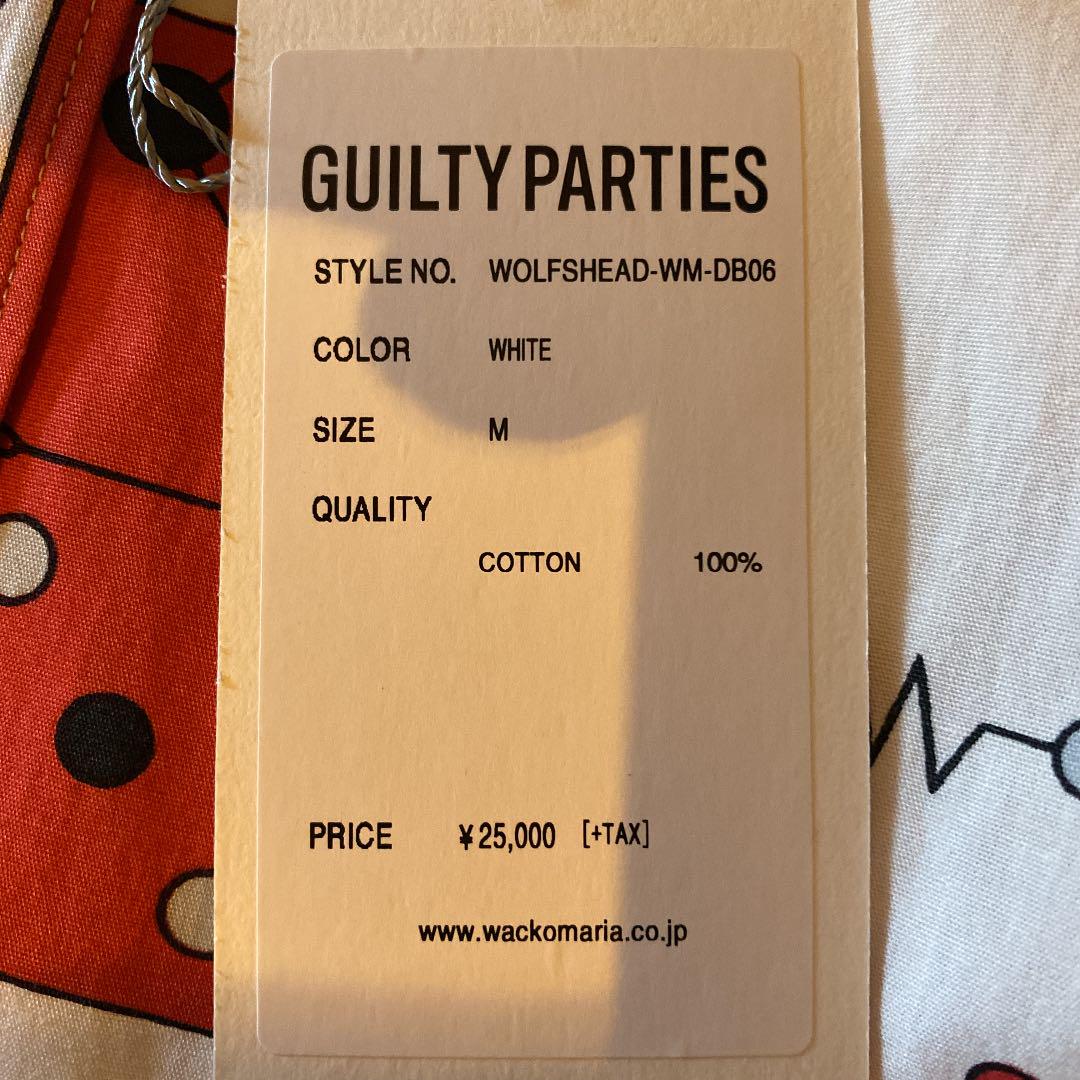 GUILTY PARTIES
STYLE NO. WOLFSHEAD-WM-DB06
COLOR WHITE
SIZE M
QUALITY
COTTON 100%
PRICE ¥25,000 [+TAX]
www.wackomaria.co.jp